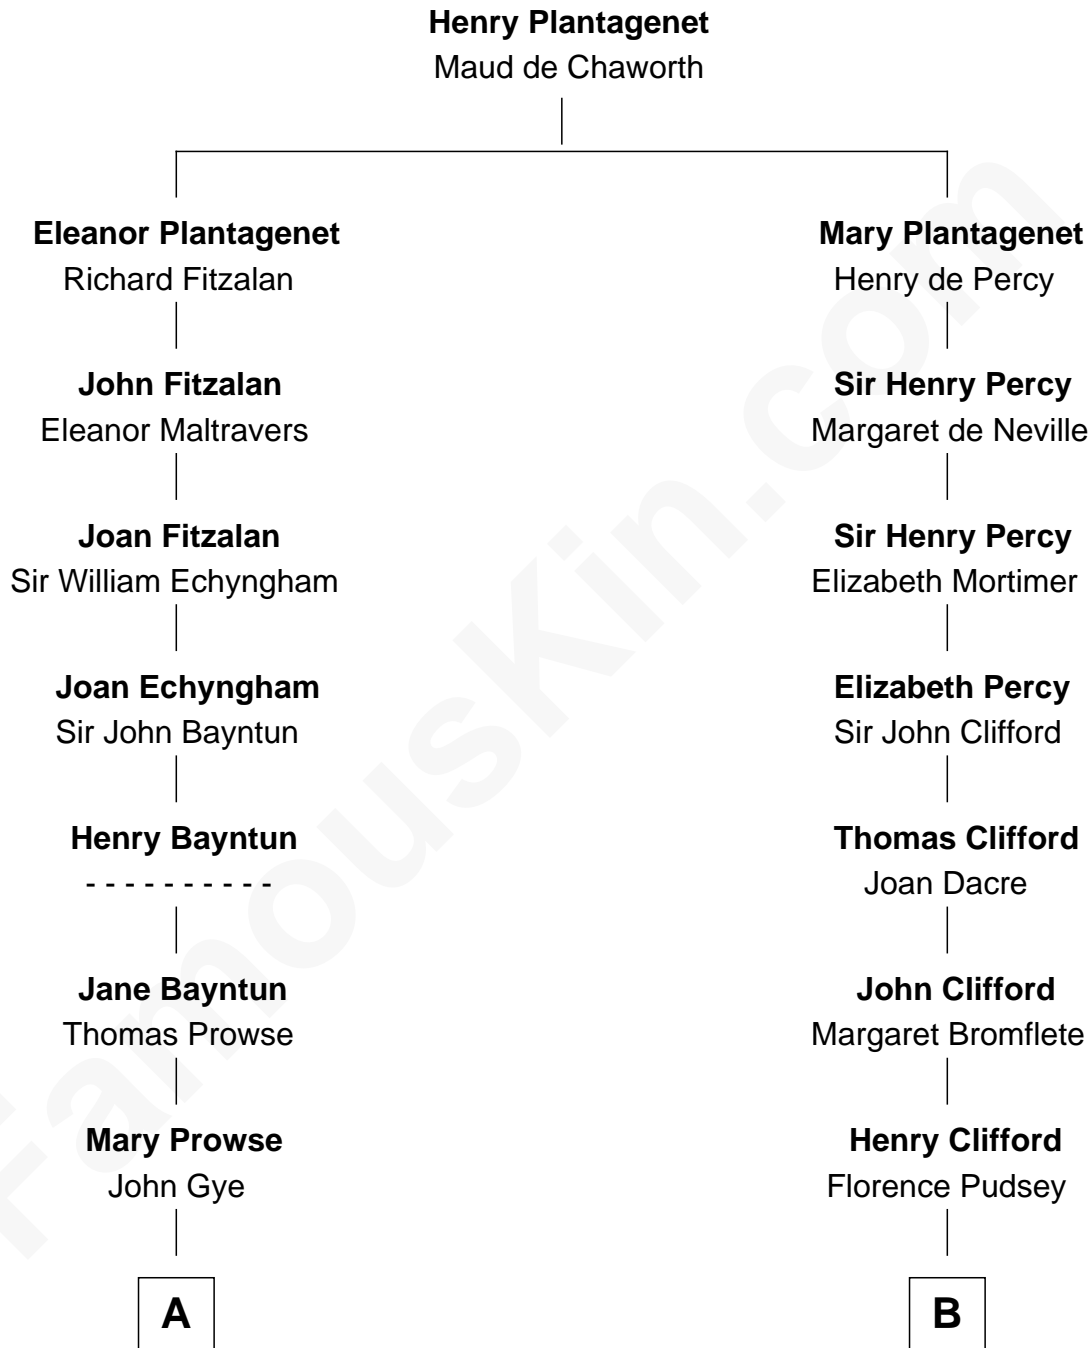 Henry Plantagenet
Maud de Chaworth
Eleanor Plantagenet
Richard Fitzalan
Mary Plantagenet
Henry de Percy
John Fitzalan
Eleanor Maltravers
Sir Henry Percy
Margaret de Neville
Joan Fitzalan
Sir William Echyngham
Sir Henry Percy
Elizabeth Mortimer
Joan Echyngham
Sir John Bayntun
Elizabeth Percy
Sir John Clifford
Henry Bayntun
- - - - - - - - - -
Thomas Clifford
Joan Dacre
Jane Bayntun
Thomas Prowse
John Clifford
Margaret Bromflete
Mary Prowse
John Gye
Henry Clifford
Florence Pudsey
A
B
FamousKin.com